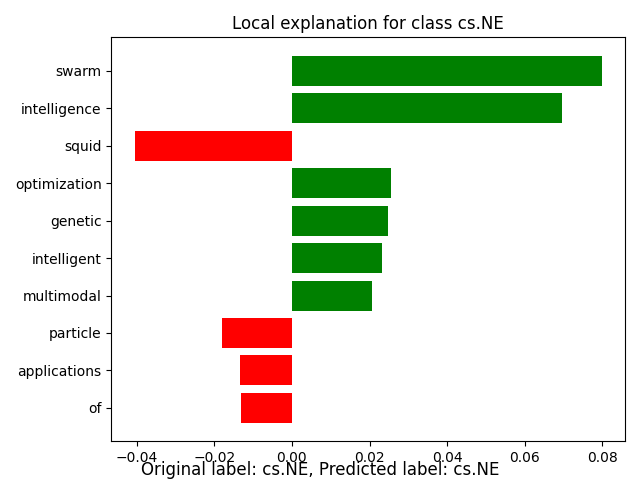 Local explanation for class cs.NE
swarm
intelligence
squid
optimization
genetic
intelligent
multimodal
particle
applications
of
−0.04 −0.02 0.00 0.02 0.04 0.06 0.08
Original label: cs.NE, Predicted label: cs.NE